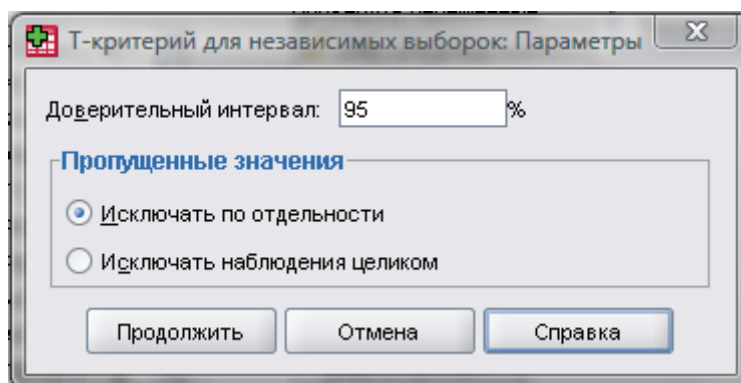 Т-критерий для независимых выборок: Параметры
Доверительный интервал: 95 %
Пропущенные значения
Исключать по отдельности
Исключать наблюдения целиком
Продолжить Отмена Справка